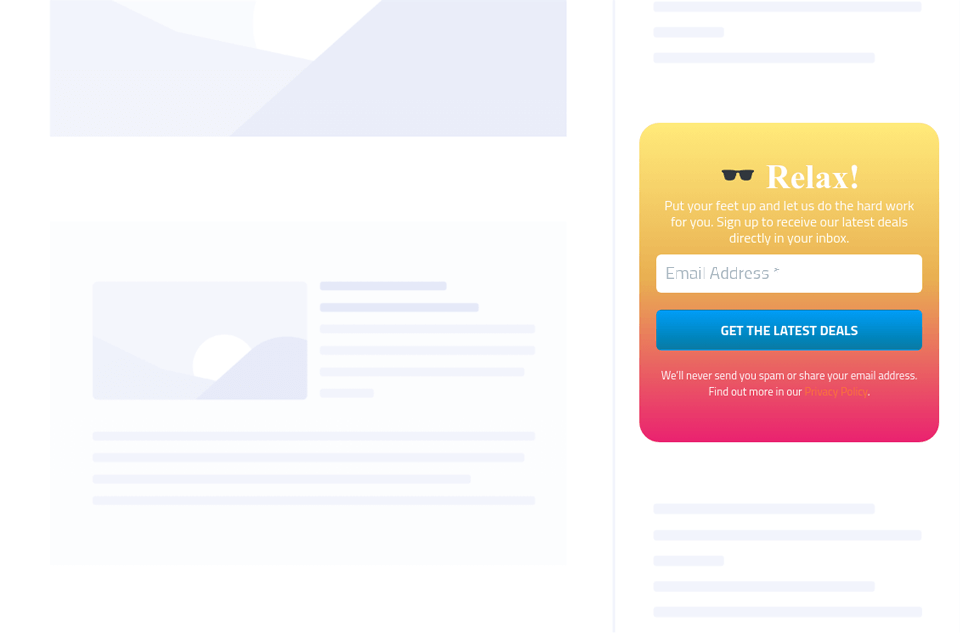 🕶️ Relax!
Put your feet up and let us do the hard work
for you. Sign up to receive our latest deals
directly in your inbox.
Email Address *
GET THE LATEST DEALS
We'll never send you spam or share your email address.
Find out more in our Privacy Policy.